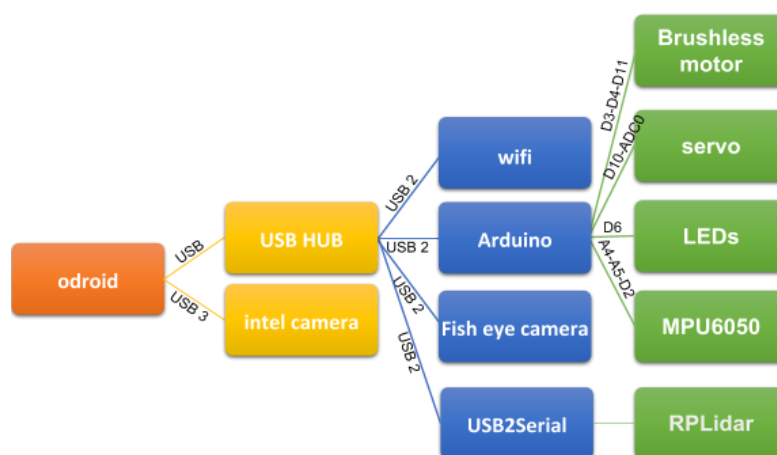 Brushless
motor
D3-D4-D11
servo
D10-ADC0
wifi
USB 2
USB HUB
USB
USB 2
Arduino
D6
LEDs
odroid
A4-A5-D2
USB 3
intel camera
USB 2
Fish eye camera
MPU6050
USB 2
USB2Serial
RPLidar